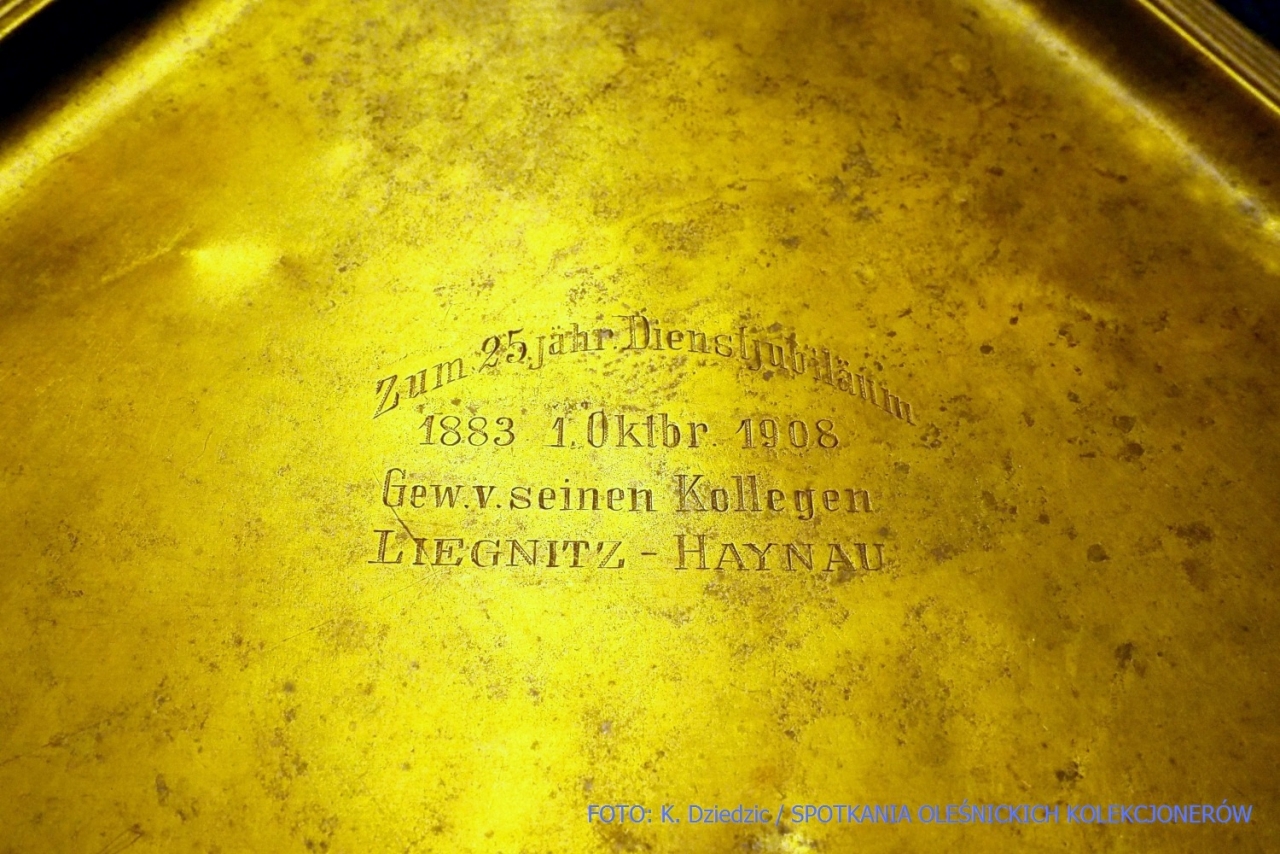 Zum 25jähr. Dienstjubiläum
1883 1. Oktbr. 1908
Gew. v. seinen Kollegen
LIEGNITZ - HAYNAU
FOTO: K. Dziedzic / SPOTKANIA OLEŚNICKICH KOLEKCJONERÓW